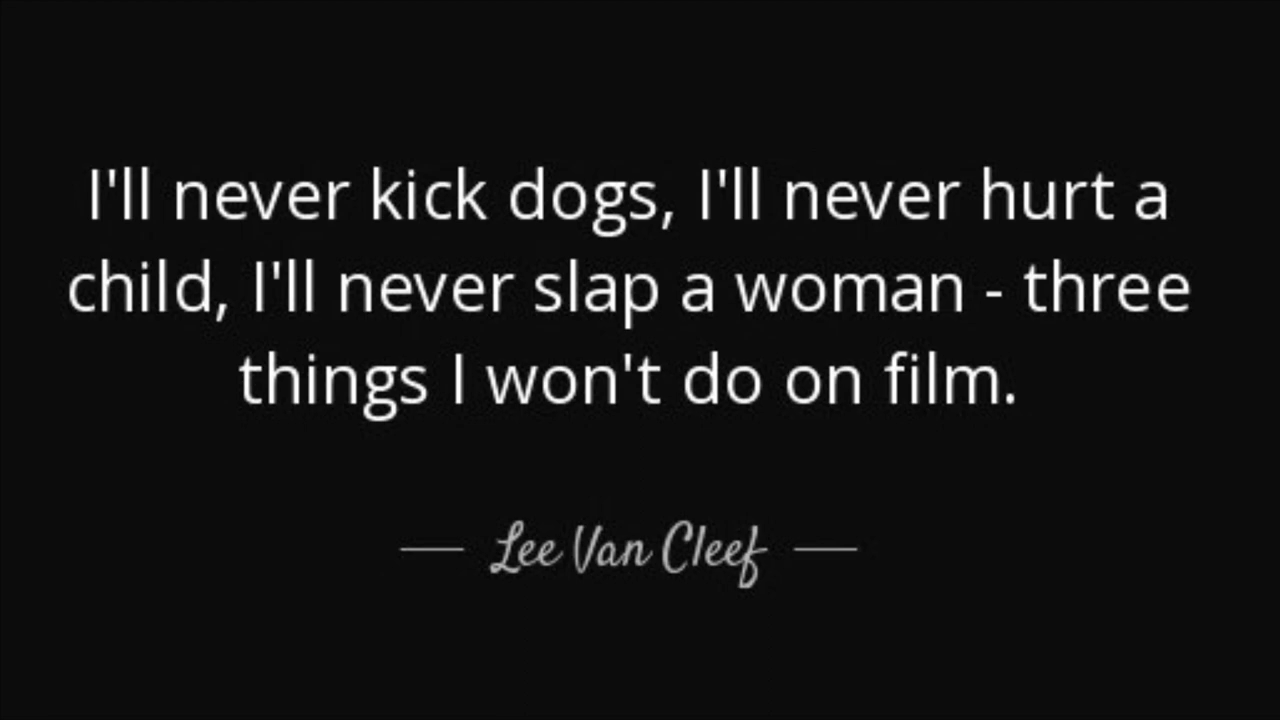 I'll never kick dogs, I'll never hurt a
child, I'll never slap a woman - three
things I won't do on film.
Lee Van Cleef